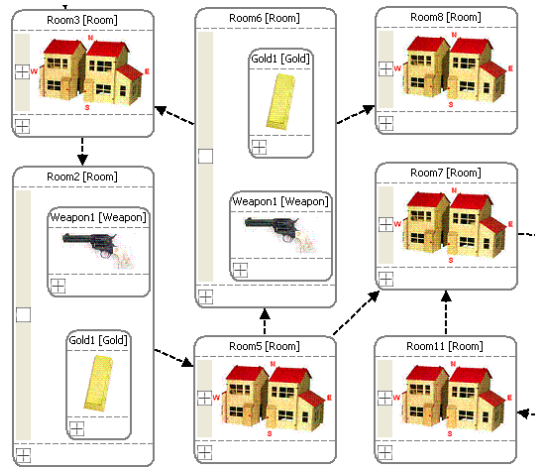 Room3 [Room]
N
W
E
S
Room6 [Room]
Gold1 [Gold]
Weapon1 [Weapon]
Room8 [Room]
N
W
E
S
Room2 [Room]
Weapon1 [Weapon]
Gold1 [Gold]
Room7 [Room]
N
W
E
S
Room5 [Room]
N
W
E
S
Room11 [Room]
N
W
E
S